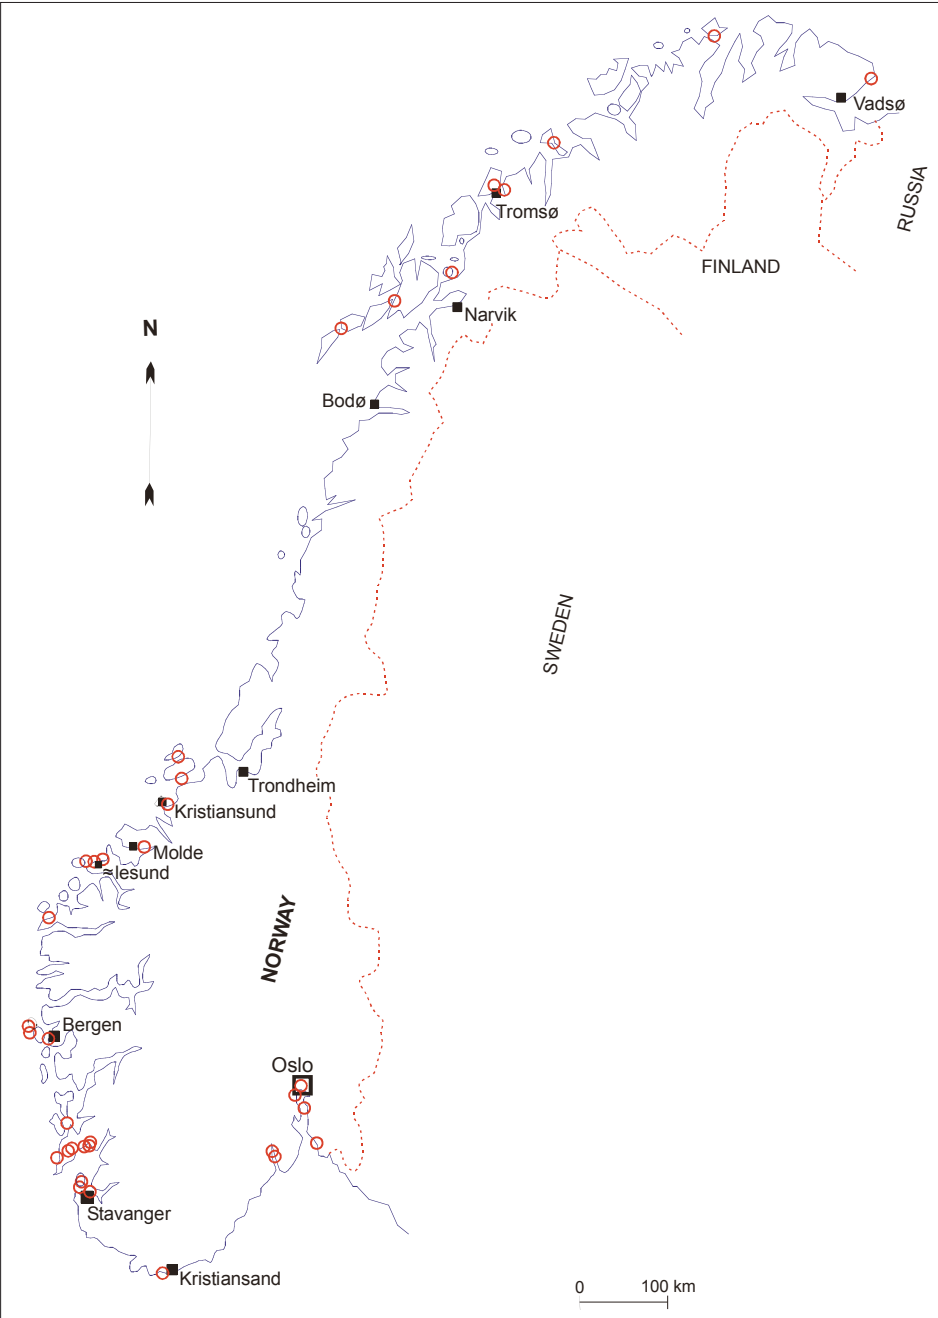 Vadsø
RUSSIA
Tromsø
FINLAND
Narvik
N
Bodø
SWEDEN
Trondheim
Kristiansund
Molde
≈lesund
NORWAY
Bergen
Oslo
Stavanger
Kristiansand
0 100 km